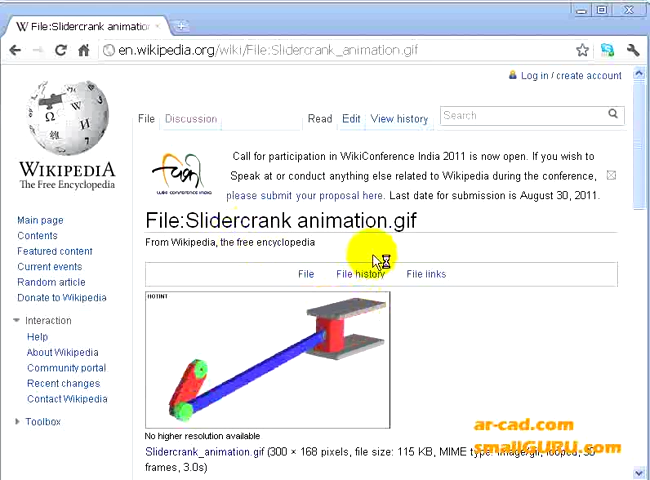 File:Slidercrank animation
en.wikipedia.org/wiki/File:Slidercrank_animation.gif
Log in / create account
File Discussion Read Edit View history Search
WIKIPEDIA
The Free Encyclopedia
WIKI CONFERENCE INDIA
Call for participation in WikiConference India 2011 is now open. If you wish to
Speak at or conduct anything else related to Wikipedia during the conference,
please submit your proposal here. Last date for submission is August 30, 2011.
File:Slidercrank animation.gif
From Wikipedia, the free encyclopedia
Main page
Contents
Featured content
Current events
Random article
Donate to Wikipedia
Interaction
Help
About Wikipedia
Community portal
Recent changes
Contact Wikipedia
Toolbox
File File history File links
HOTINT
No higher resolution available
Slidercrank_animation.gif (300 × 168 pixels, file size: 115 KB, MIME type: image/gif, looped, 30
frames, 3.0s)
ar-cad.com
smallGURU.com